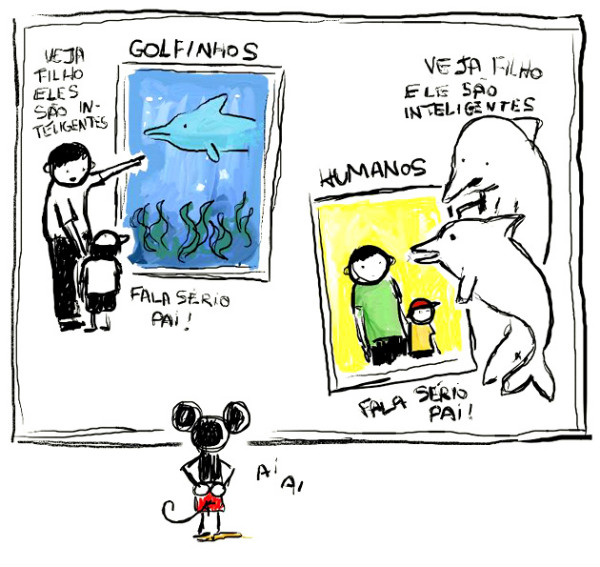 VEJA
FILHO
ELES
SÃO IN-
TELIGENTES
GOLFINHOS
FALA SÉRIO
PAI!
VEJA FILHO
ELE SÃO
INTELIGENTES
HUMANOS
FALA SÉRIO
PAI!
AI
AI